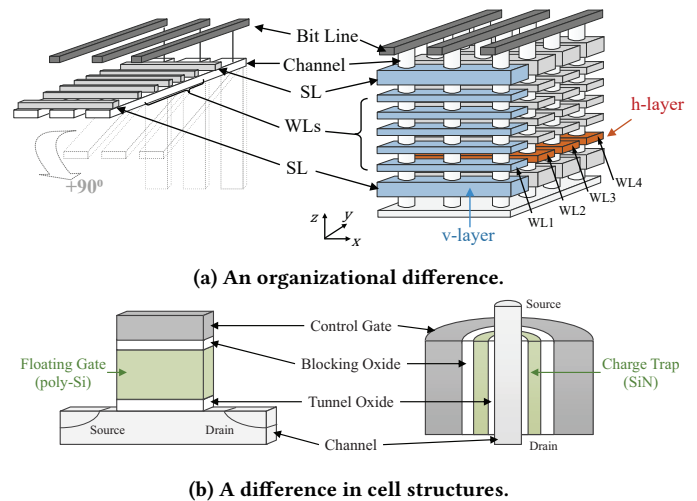 Bit Line
Channel
SL
WLs
SL
+90⁰
h-layer
WL4
WL3
WL2
WL1
v-layer
z
y
x
(a) An organizational difference.
Source
Control Gate
Floating Gate
(poly-Si)
Blocking Oxide
Charge Trap
(SiN)
Tunnel Oxide
Source
Drain
Channel
Drain
(b) A difference in cell structures.